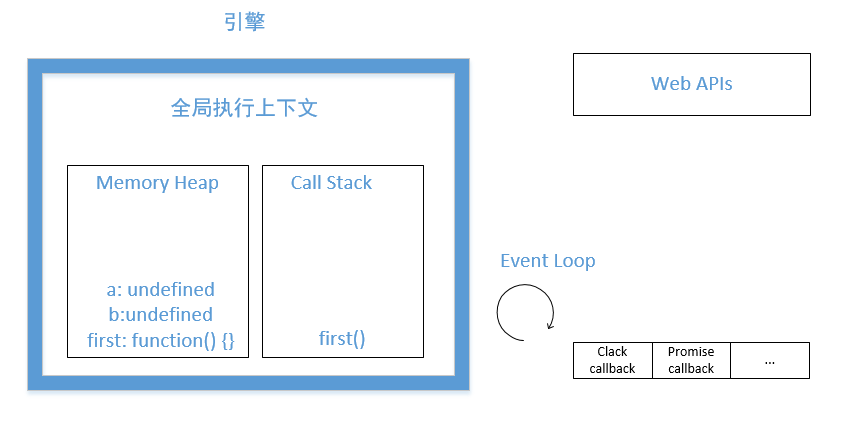 引擎
全局执行上下文
Web APIs
Memory Heap
Call Stack
a: undefined
b:undefined
first: function() {}
first()
Event Loop
Clack
callback
Promise
callback
...